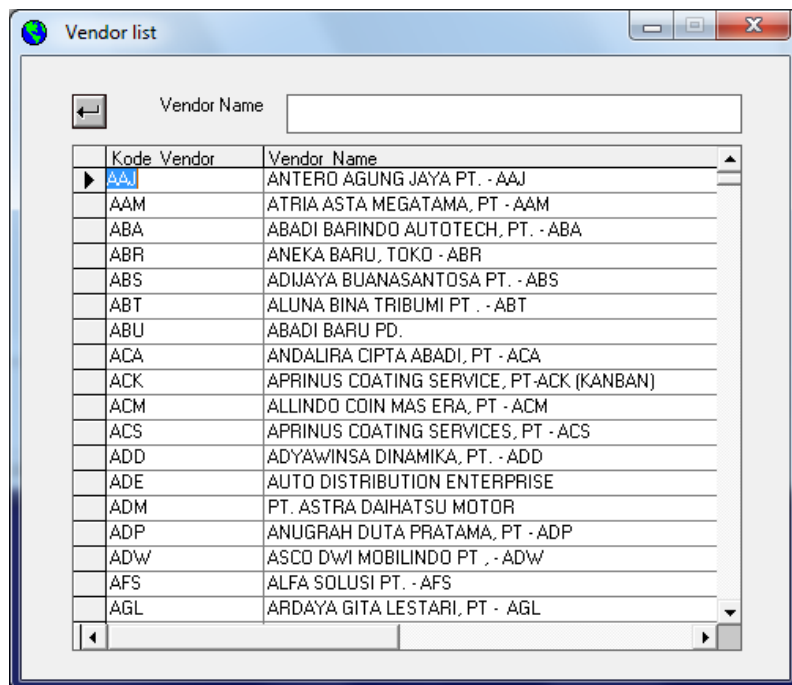 Vendor list
Vendor Name
Kode Vendor Vendor Name
AAJ ANTERO AGUNG JAYA PT. - AAJ
AAM ATRIA ASTA MEGATAMA, PT - AAM
ABA ABADI BARINDO AUTOTECH, PT. - ABA
ABR ANEKA BARU, TOKO - ABR
ABS ADIJAYA BUANASANTOSA PT. - ABS
ABT ALUNA BINA TRIBUMI PT . - ABT
ABU ABADI BARU PD.
ACA ANDALIRA CIPTA ABADI, PT - ACA
ACK APRINUS COATING SERVICE, PT-ACK (KANBAN)
ACM ALLINDO COIN MAS ERA, PT - ACM
ACS APRINUS COATING SERVICES, PT - ACS
ADD ADYAWINSA DINAMIKA, PT. - ADD
ADE AUTO DISTRIBUTION ENTERPRISE
ADM PT. ASTRA DAIHATSU MOTOR
ADP ANUGRAH DUTA PRATAMA, PT - ADP
ADW ASCO DWI MOBILINDO PT , - ADW
AFS ALFA SOLUSI PT. - AFS
AGL ARDAYA GITA LESTARI, PT - AGL